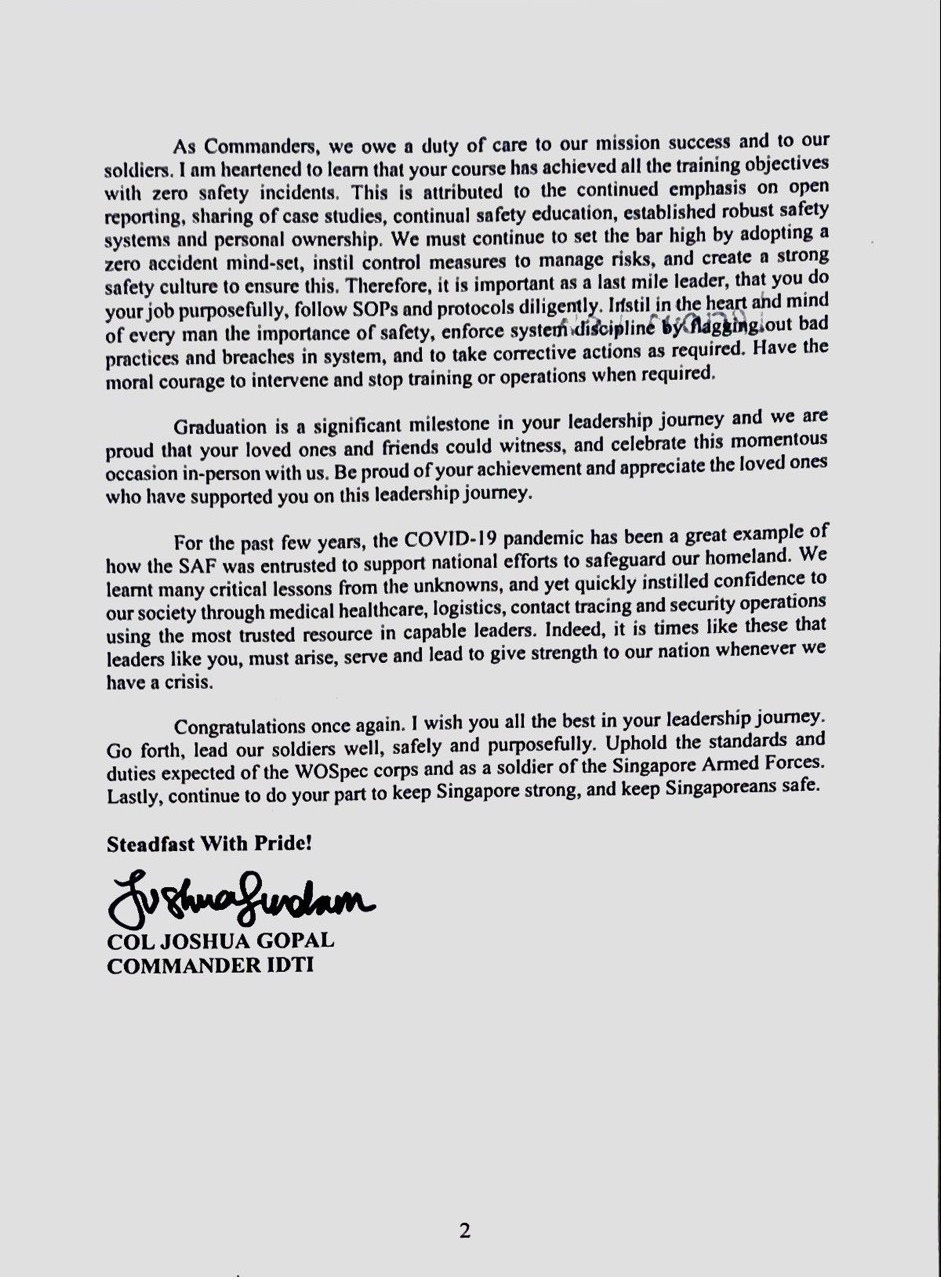 As Commanders, we owe a duty of care to our mission success and to our
soldiers. I am heartened to learn that your course has achieved all the training objectives
with zero safety incidents. This is attributed to the continued emphasis on open
reporting, sharing of case studies, continual safety education, established robust safety
systems and personal ownership. We must continue to set the bar high by adopting a
zero accident mind-set, instil control measures to manage risks, and create a strong
safety culture to ensure this. Therefore, it is important as a last mile leader, that you do
your job purposefully, follow SOPs and protocols diligently. Instil in the heart and mind
of every man the importance of safety, enforce system discipline by flagging out bad
practices and breaches in system, and to take corrective actions as required. Have the
moral courage to intervene and stop training or operations when required.
Graduation is a significant milestone in your leadership journey and we are
proud that your loved ones and friends could witness, and celebrate this momentous
occasion in-person with us. Be proud of your achievement and appreciate the loved ones
who have supported you on this leadership journey.
For the past few years, the COVID-19 pandemic has been a great example of
how the SAF was entrusted to support national efforts to safeguard our homeland. We
learnt many critical lessons from the unknowns, and yet quickly instilled confidence to
our society through medical healthcare, logistics, contact tracing and security operations
using the most trusted resource in capable leaders. Indeed, it is times like these that
leaders like you, must arise, serve and lead to give strength to our nation whenever we
have a crisis.
Congratulations once again. I wish you all the best in your leadership journey.
Go forth, lead our soldiers well, safely and purposefully. Uphold the standards and
duties expected of the WOSpec corps and as a soldier of the Singapore Armed Forces.
Lastly, continue to do your part to keep Singapore strong, and keep Singaporeans safe.
Steadfast With Pride!
COL JOSHUA GOPAL
COMMANDER IDTI
2